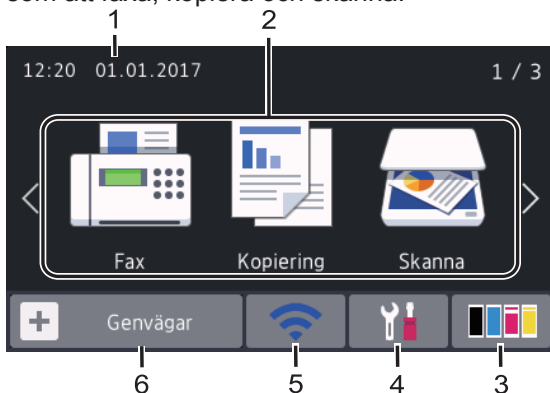 som att faxa, kopiera och skanna.
1 2
12:20 01.01.2017 1 / 3
Fax Kopiering Skanna
Genvägar
6 5 4 3